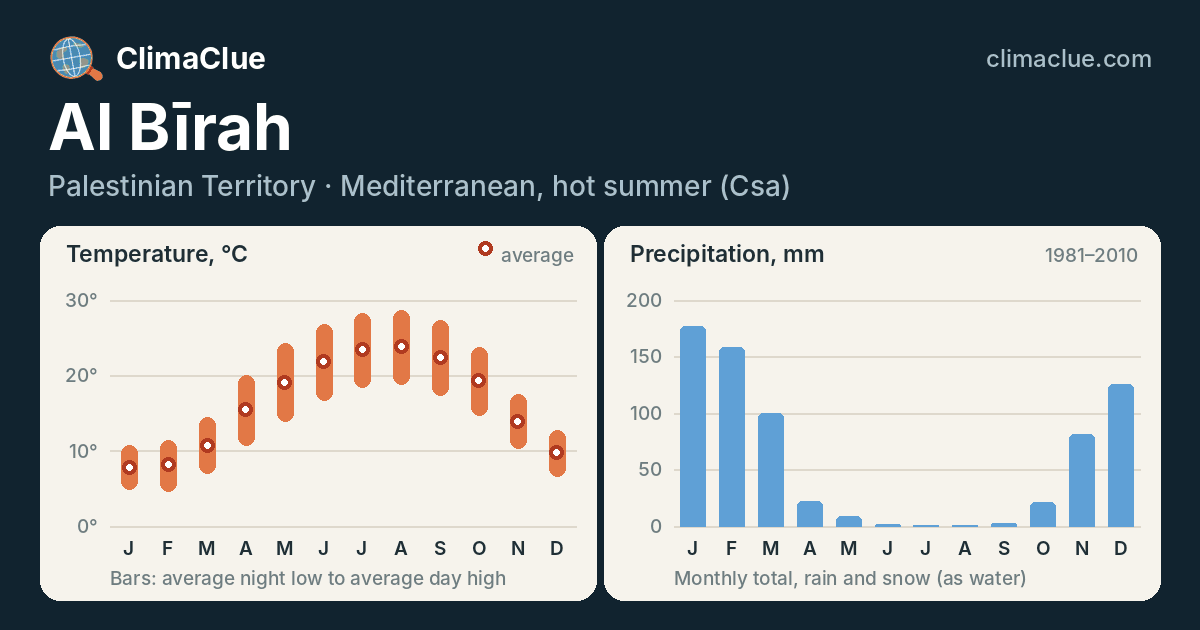 ClimaClue
climaclue.com
Al Bīrah
Palestinian Territory · Mediterranean, hot summer (Csa)
Temperature, °C
average
30°
20°
10°
0°
J F M A M J J A S O N D
Bars: average night low to average day high
Precipitation, mm
1981–2010
200
150
100
50
0
J F M A M J J A S O N D
Monthly total, rain and snow (as water)